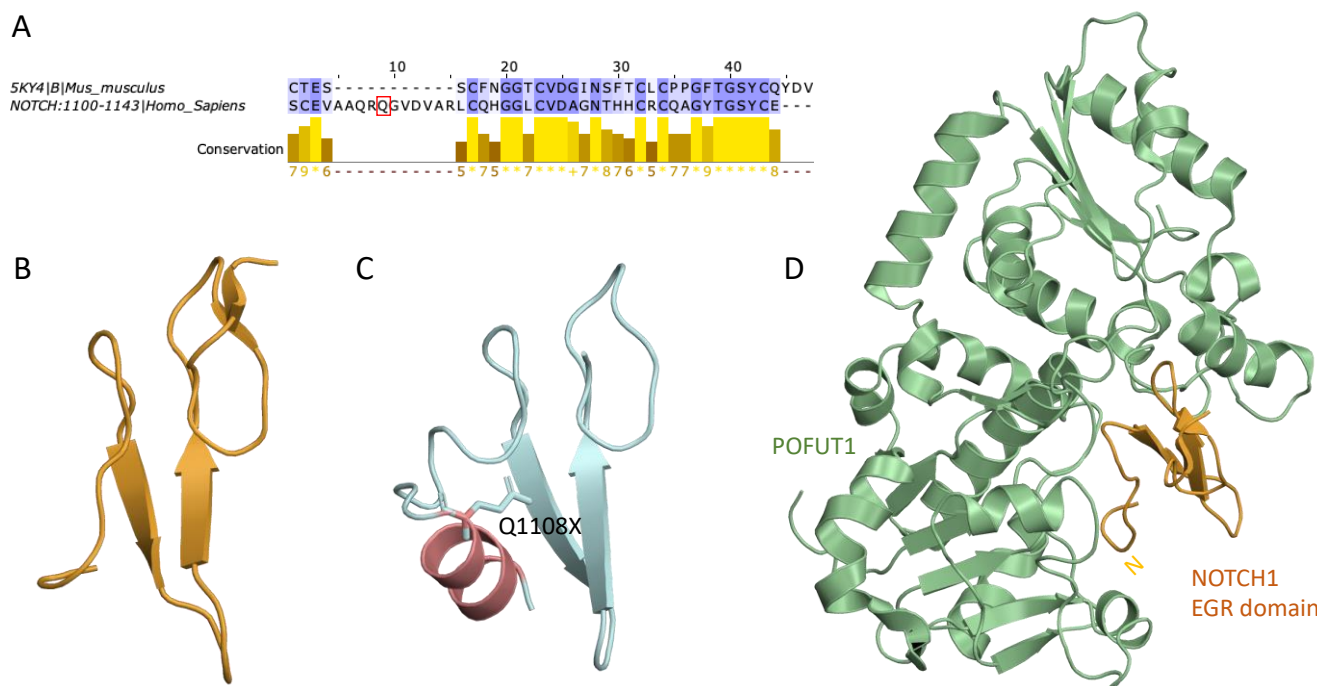 A
10 20 30 40
5KY4|B|Mus_musculus CTES-----------SCFNGGTCVDGINSFTCLCPPGFTGSYCQYDV
NOTCH:1100-1143|Homo_Sapiens SCEVAAQRQGVDVARLCQHGGLCVDAGNTHHCRCQAGYTGSYCE---
Conservation
79*6-----------5*75**7***+7*876*5*77*9*****8---
B
C
D
Q1108X
POFUT1
N
NOTCH1
EGR domain